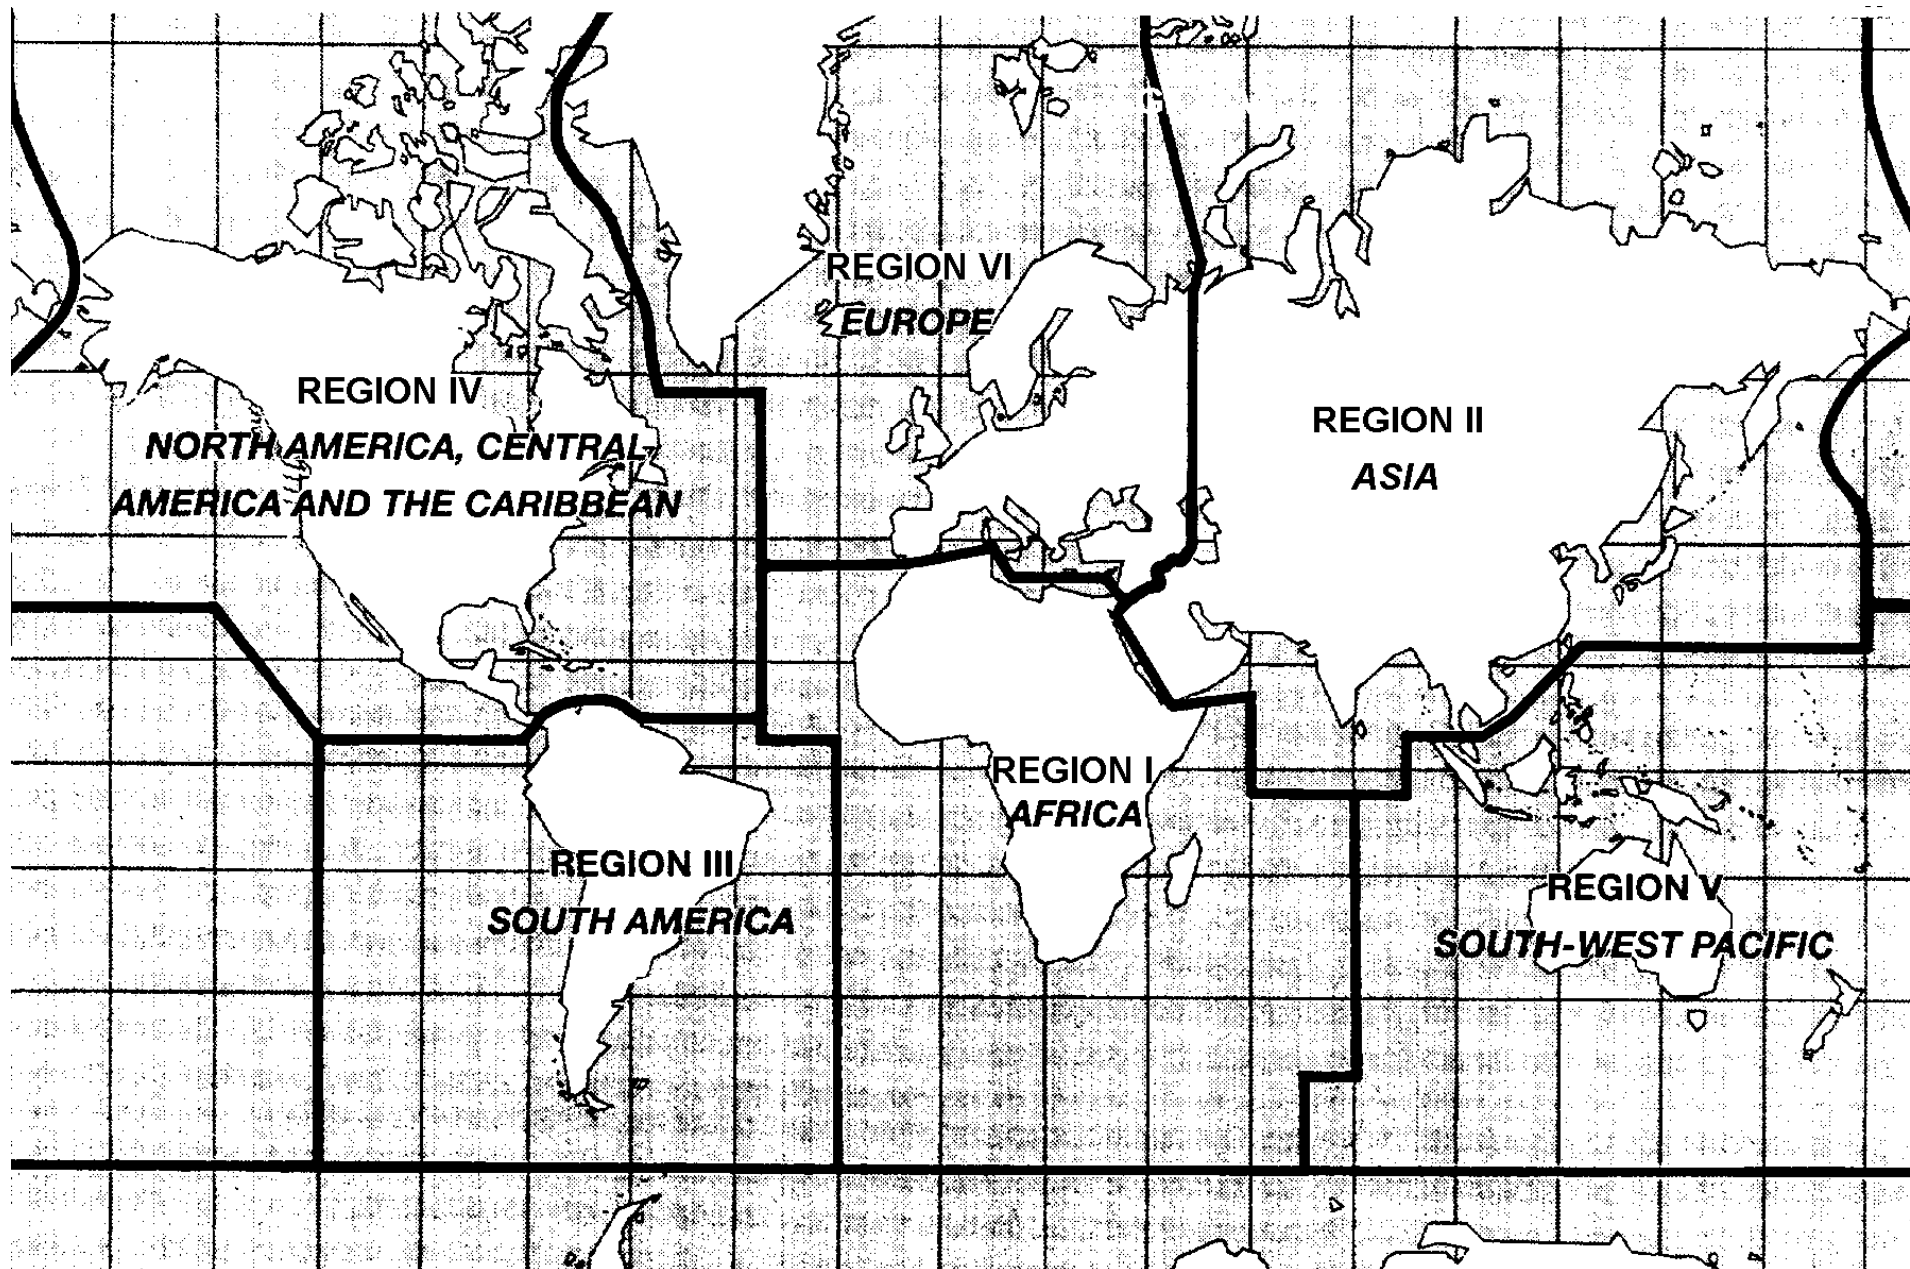 REGION VI
EUROPE
REGION IV
NORTH AMERICA, CENTRAL-
AMERICA AND THE CARIBBEAN
REGION II
ASIA
REGION I
AFRICA
REGION III
SOUTH AMERICA
REGION V
SOUTH-WEST PACIFIC